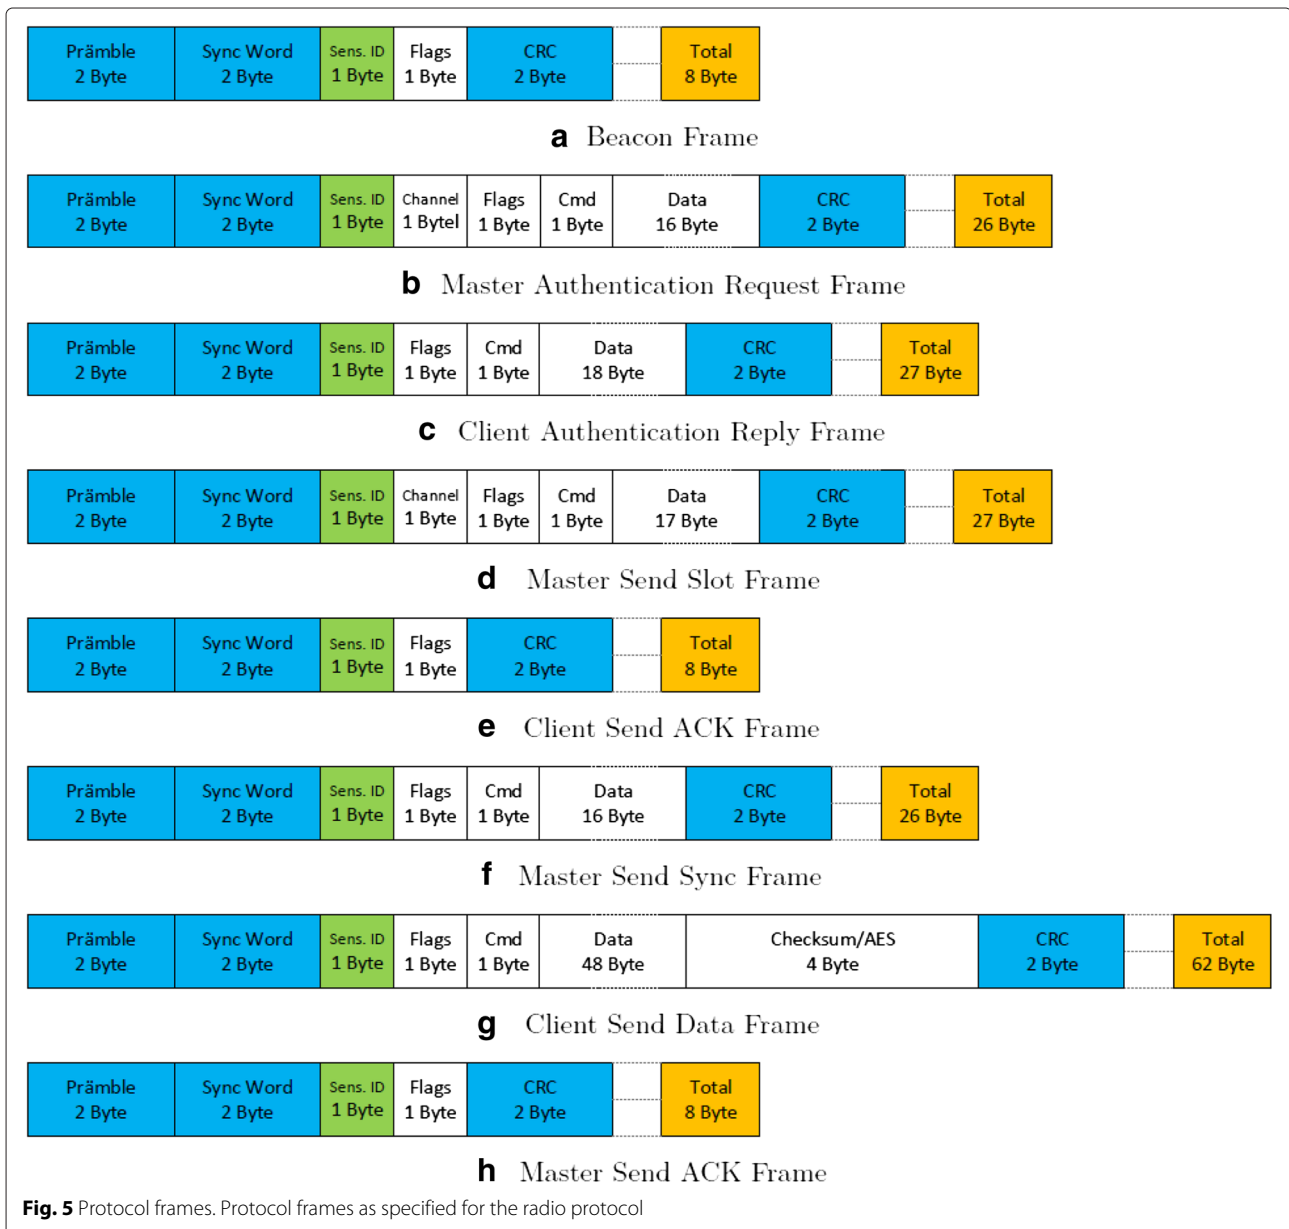 Prämble Sync Word Sens. ID Flags CRC Total
2 Byte 2 Byte 1 Byte 1 Byte 2 Byte 8 Byte
a Beacon Frame
Prämble Sync Word Sens. ID Channel Flags Cmd Data CRC Total
2 Byte 2 Byte 1 Byte 1 Bytel 1 Byte 1 Byte 16 Byte 2 Byte 26 Byte
b Master Authentication Request Frame
Prämble Sync Word Sens. ID Flags Cmd Data CRC Total
2 Byte 2 Byte 1 Byte 1 Byte 1 Byte 18 Byte 2 Byte 27 Byte
c Client Authentication Reply Frame
Prämble Sync Word Sens. ID Channel Flags Cmd Data CRC Total
2 Byte 2 Byte 1 Byte 1 Byte 1 Byte 1 Byte 17 Byte 2 Byte 27 Byte
d Master Send Slot Frame
Prämble Sync Word Sens. ID Flags CRC Total
2 Byte 2 Byte 1 Byte 1 Byte 2 Byte 8 Byte
e Client Send ACK Frame
Prämble Sync Word Sens. ID Flags Cmd Data CRC Total
2 Byte 2 Byte 1 Byte 1 Byte 1 Byte 16 Byte 2 Byte 26 Byte
f Master Send Sync Frame
Prämble Sync Word Sens. ID Flags Cmd Data Checksum/AES CRC Total
2 Byte 2 Byte 1 Byte 1 Byte 1 Byte 48 Byte 4 Byte 2 Byte 62 Byte
g Client Send Data Frame
Prämble Sync Word Sens. ID Flags CRC Total
2 Byte 2 Byte 1 Byte 1 Byte 2 Byte 8 Byte
h Master Send ACK Frame
Fig. 5 Protocol frames. Protocol frames as specified for the radio protocol